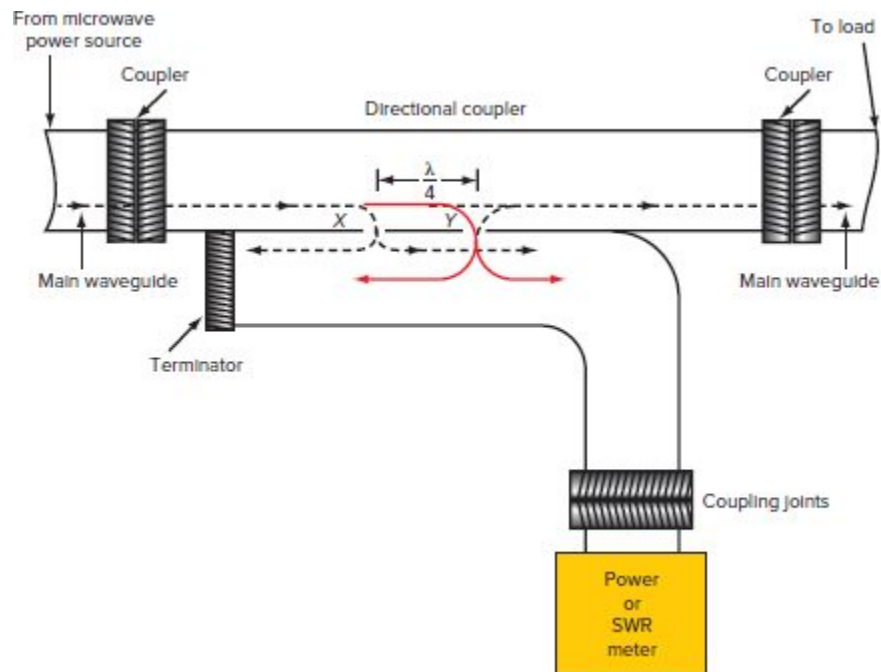 From microwave
power source
To load
Coupler
Coupler
Directional coupler
λ
4
X
Y
Main waveguide
Main waveguide
Terminator
Coupling joints
Power
or
SWR
meter